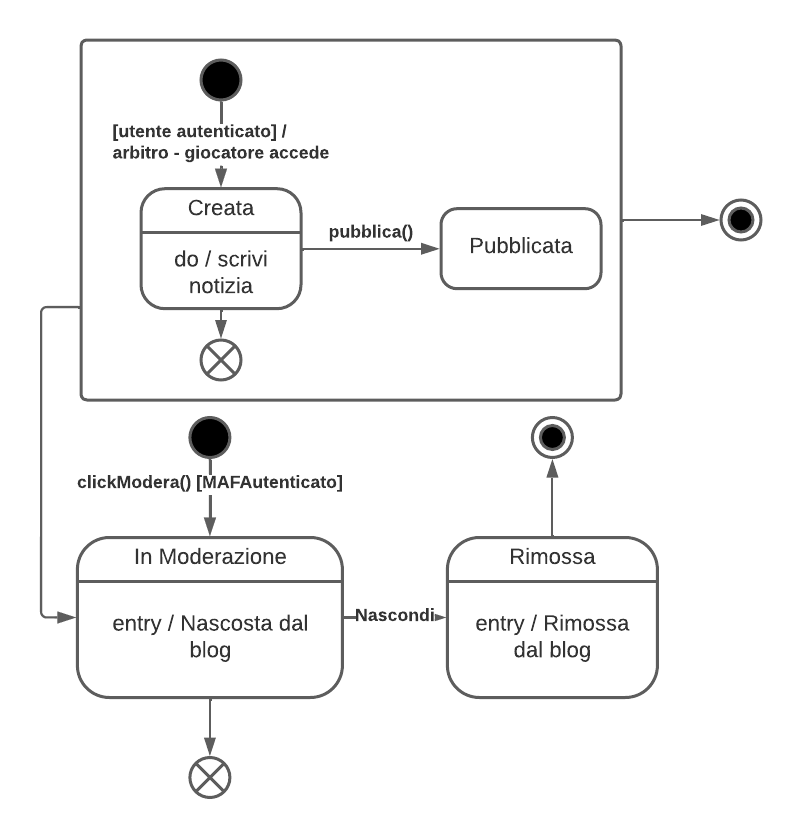 [utente autenticato] /
arbitro - giocatore accede
Creata
do / scrivi
notizia
pubblica()
Pubblicata
clickModera() [MAFAutenticato]
In Moderazione
entry / Nascosta dal
blog
Nascondi
Rimossa
entry / Rimossa
dal blog